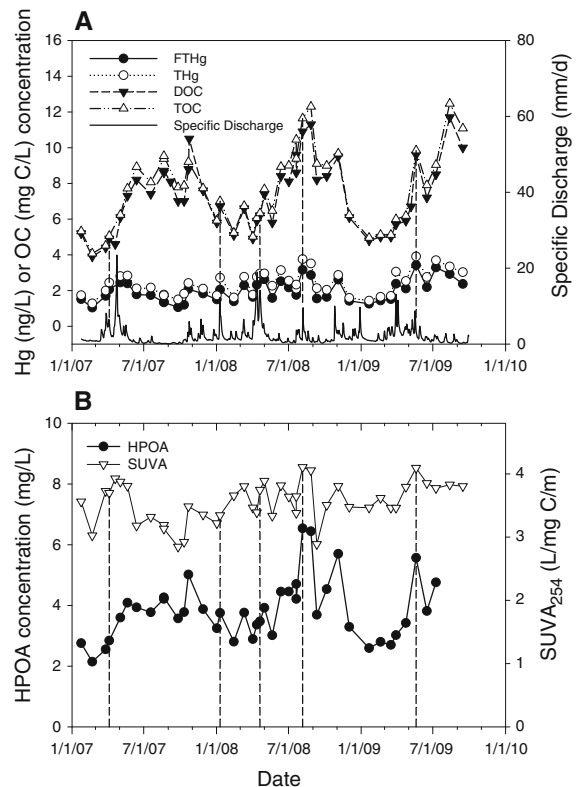 A
Hg (ng/L) or OC (mg C/L) concentration
16
14
12
10
8
6
4
2
0
FTHg
THg
DOC
TOC
Specific Discharge
80
60
40
20
0
Specific Discharge (mm/d)
1/1/07 7/1/07 1/1/08 7/1/08 1/1/09 7/1/09 1/1/10
B
HPOA concentration (mg/L)
10
8
6
4
2
0
HPOA
SUVA
4
3
2
1
0
SUVA254 (L/mg C/m)
1/1/07 7/1/07 1/1/08 7/1/08 1/1/09 7/1/09 1/1/10
Date